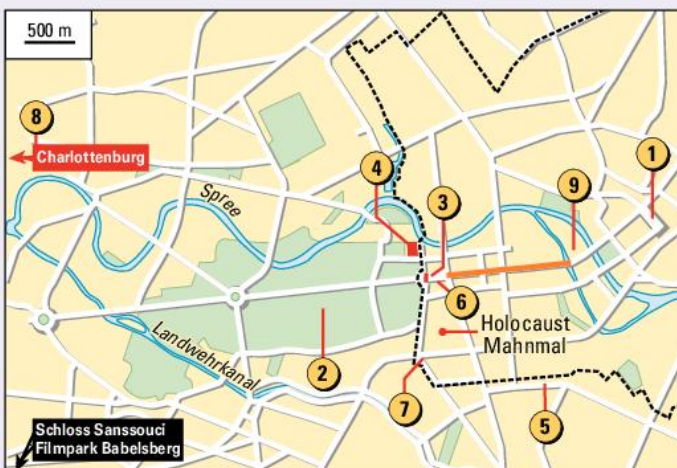 500 m
8
Charlottenburg
4
1
Spree
3
9
6
Holocaust
Mahnmal
Landwehrkanal
2
7
5
Schloss Sanssouci
Filmpark Babelsberg